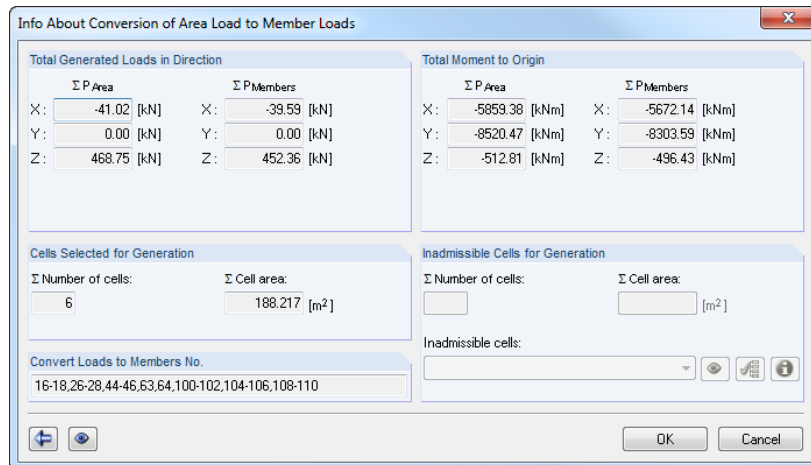 Info About Conversion of Area Load to Member Loads
Total Generated Loads in Direction
Σ P Area Σ P Members
X: -41.02 [kN] X: -39.59 [kN]
Y: 0.00 [kN] Y: 0.00 [kN]
Z: 468.75 [kN] Z: 452.36 [kN]
Total Moment to Origin
Σ P Area Σ P Members
X: -5859.38 [kNm] X: -5672.14 [kNm]
Y: -8520.47 [kNm] Y: -8303.59 [kNm]
Z: -512.81 [kNm] Z: -496.43 [kNm]
Cells Selected for Generation
Σ Number of cells: Σ Cell area:
6 188.217 [m²]
Inadmissible Cells for Generation
Σ Number of cells: Σ Cell area:
[m²]
Inadmissible cells:
Convert Loads to Members No.
16-18,26-28,44-46,63,64,100-102,104-106,108-110
OK Cancel